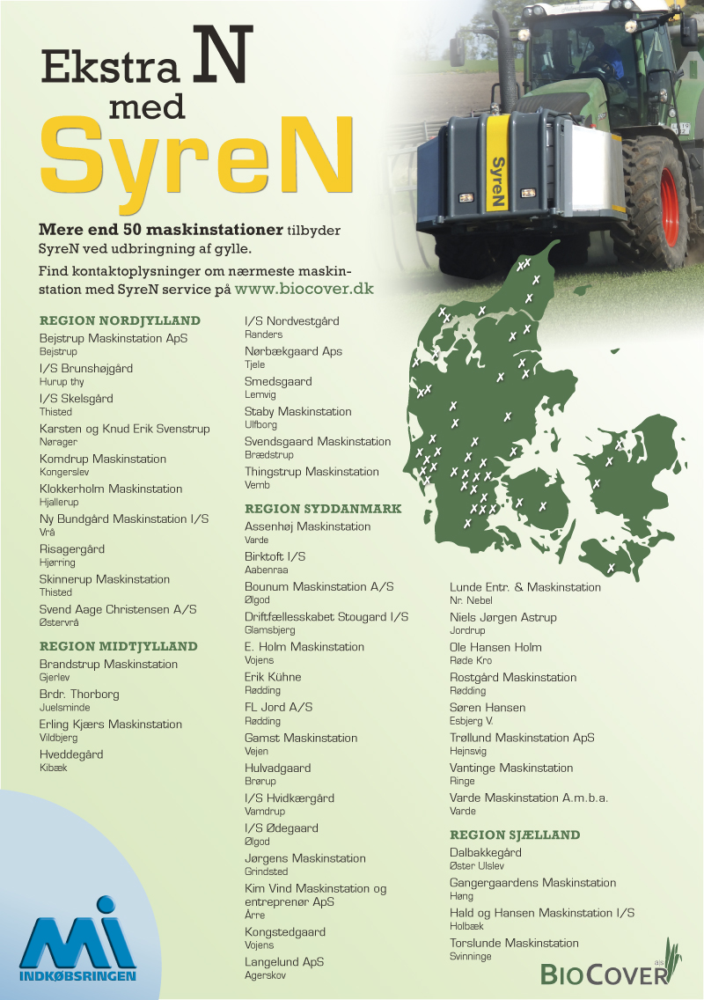 Ekstra N
med
SyreN
Mere end 50 maskinstationer tilbyder
SyreN ved udbringning af gylle.
Find kontaktoplysninger om nærmeste maskin-
station med SyreN service på www.biocover.dk
SyreN
REGION NORDJYLLAND
Bejstrup Maskinstation ApS
Bejstrup
I/S Brunshøjgård
Hurup thy
I/S Skelsgård
Thisted
Karsten og Knud Erik Svenstrup
Nørager
Komdrup Maskinstation
Kongerslev
Klokkerholm Maskinstation
Hjallerup
Ny Bundgård Maskinstation I/S
Vrå
Risagergård
Hjørring
Skinnerup Maskinstation
Thisted
Svend Aage Christensen A/S
Østervrå
REGION MIDTJYLLAND
Brandstrup Maskinstation
Gjerlev
Brdr. Thorborg
Juelsminde
Erling Kjærs Maskinstation
Vildbjerg
Hveddegård
Kibæk
I/S Nordvestgård
Randers
Nørbækgaard Aps
Tjele
Smedsgaard
Lemvig
Staby Maskinstation
Ulfborg
Svendsgaard Maskinstation
Brædstrup
Thingstrup Maskinstation
Vemb
REGION SYDDANMARK
Assenhøj Maskinstation
Varde
Birktoft I/S
Aabenraa
Bounum Maskinstation A/S
Ølgod
Driftfællesskabet Stougard I/S
Glamsbjerg
E. Holm Maskinstation
Vojens
Erik Kühne
Rødding
FL Jord A/S
Rødding
Gamst Maskinstation
Vejen
Hulvadgaard
Brørup
I/S Hvidkærgård
Vamdrup
I/S Ødegaard
Ølgod
Jørgens Maskinstation
Grindsted
Kim Vind Maskinstation og
entreprenør ApS
Årre
Kongstedgaard
Vojens
Langelund ApS
Agerskov
Lunde Entr. & Maskinstation
Nr. Nebel
Niels Jørgen Astrup
Jordrup
Ole Hansen Holm
Røde Kro
Rostgård Maskinstation
Rødding
Søren Hansen
Esbjerg V.
Trøllund Maskinstation ApS
Hejnsvig
Vantinge Maskinstation
Ringe
Varde Maskinstation A.m.b.a.
Varde
REGION SJÆLLAND
Dalbakkegård
Øster Ulslev
Gangergaardens Maskinstation
Høng
Hald og Hansen Maskinstation I/S
Holbæk
Torslunde Maskinstation
Svinninge
Mi
INDKØBSRINGEN
BIOCOVER a|s